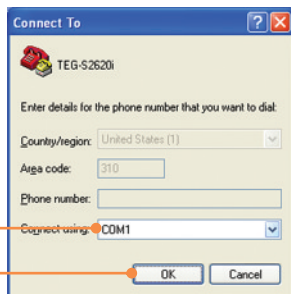 Connect To
TEG-S2620i
Enter details for the phone number that you want to dial:
Country/region: United States (1)
Area code: 310
Phone number:
Connect using: COM1
OK Cancel